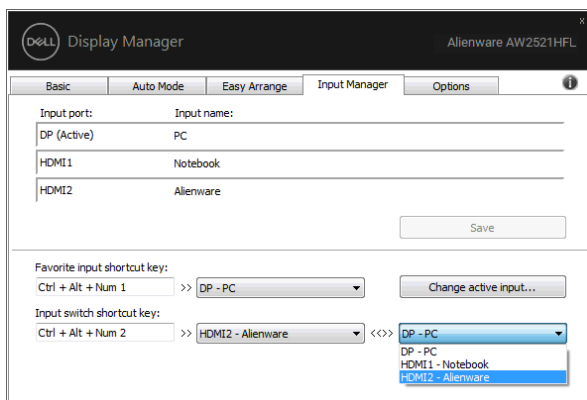 x
DELL Display Manager Alienware AW2521HFL
Basic Auto Mode Easy Arrange Input Manager Options i
Input port: Input name:
DP (Active) PC
HDMI1 Notebook
HDMI2 Alienware
Save
Favorite input shortcut key:
Ctrl + Alt + Num 1 >> DP - PC Change active input...
Input switch shortcut key:
Ctrl + Alt + Num 2 >> HDMI2 - Alienware <<>> DP - PC
DP - PC
HDMI1 - Notebook
HDMI2 - Alienware